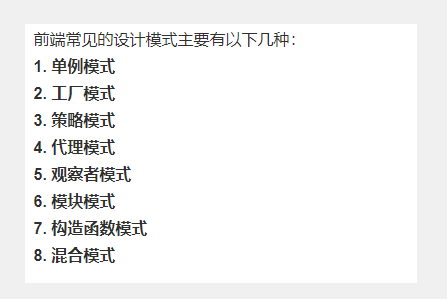 前端常见的设计模式主要有以下几种：
1. 单例模式
2. 工厂模式
3. 策略模式
4. 代理模式
5. 观察者模式
6. 模块模式
7. 构造函数模式
8. 混合模式